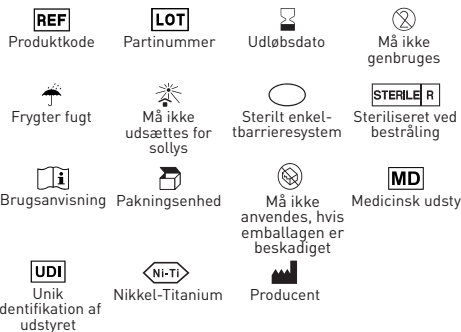 REF
LOT
Produktkode
Partinummer
Udløbsdato
Må ikke
genbruges
STERILE R
Frygter fugt
Må ikke
udsættes for
sollys
Sterilt enkel-
tbarrieresystem
Steriliseret ved
bestråling
i
MD
Brugsanvisning
Pakningsenhed
Må ikke
anvendes, hvis
emballagen er
beskadiget
Medicinsk udsty
UDI
Ni-Ti
Unik
dentifikation af
udstyret
Nikkel-Titanium
Producent